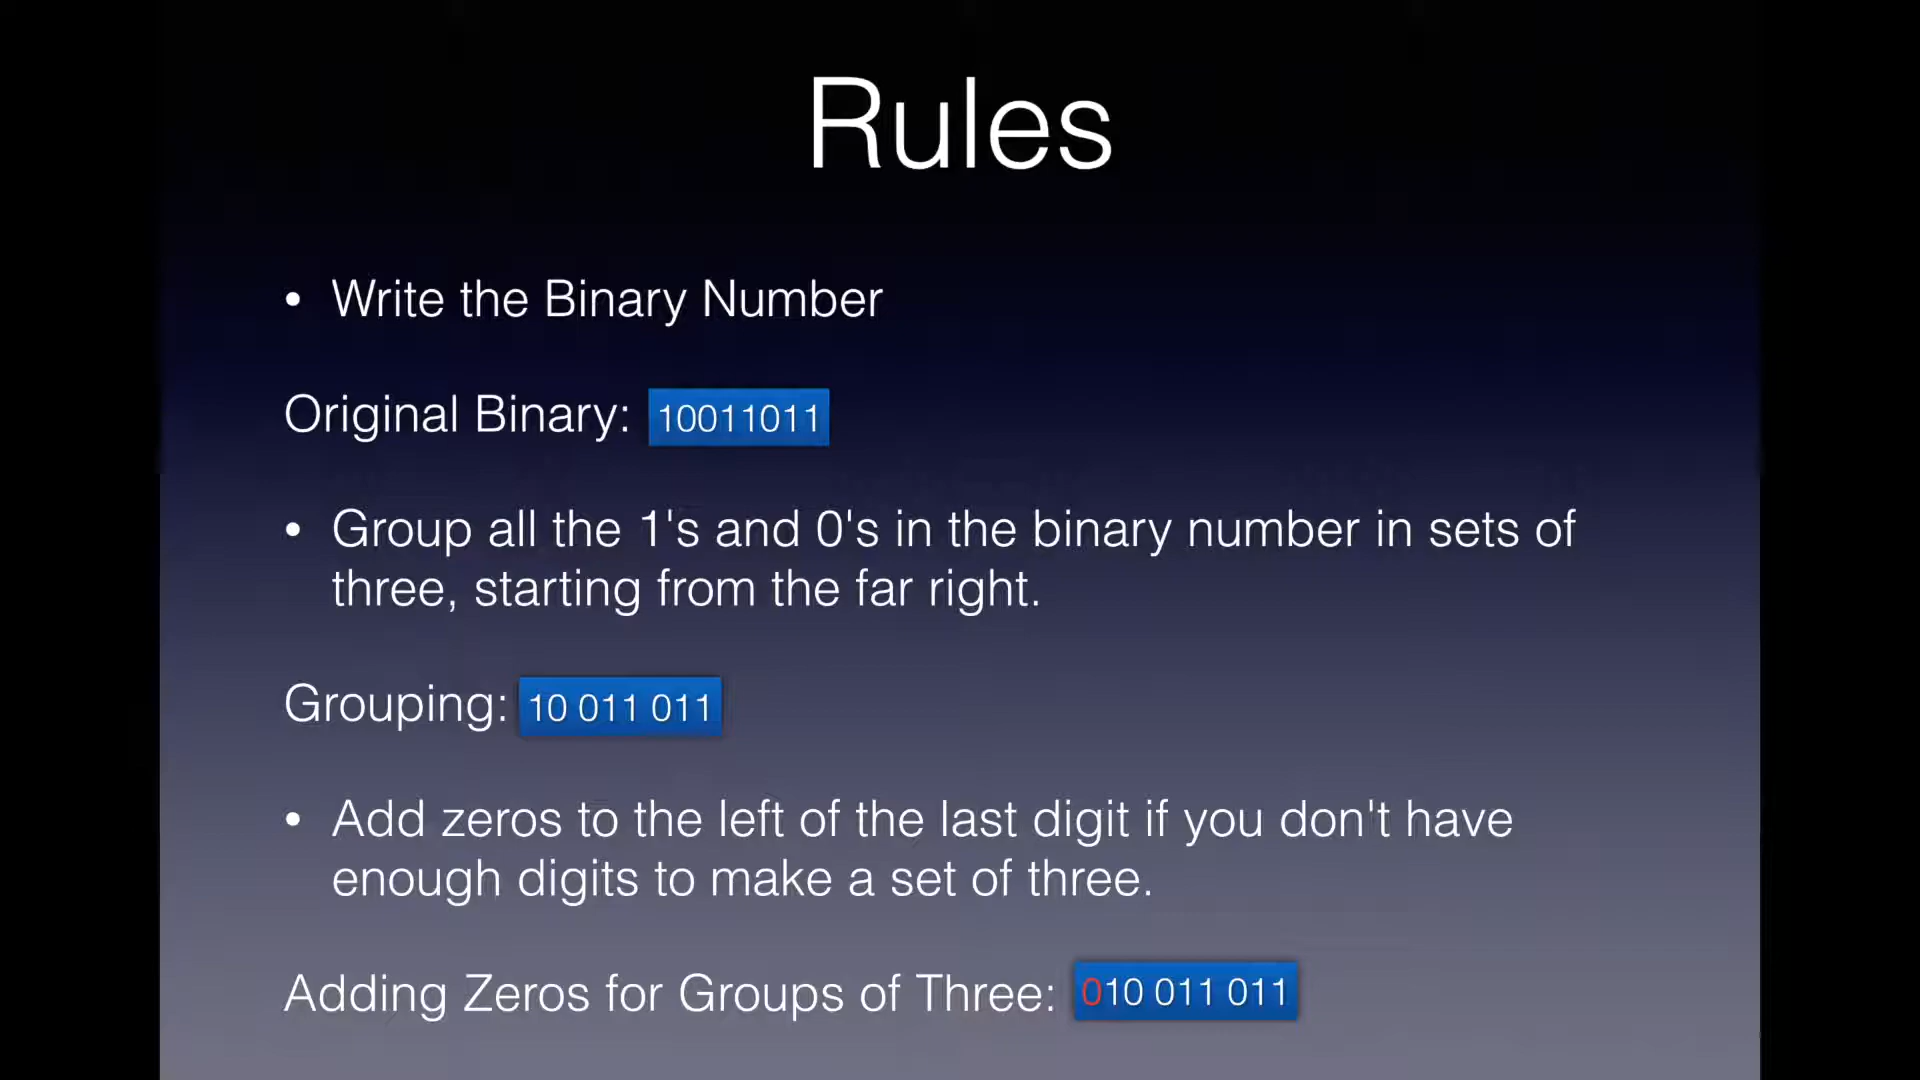 Rules
• Write the Binary Number
Original Binary: 10011011
• Group all the 1's and 0's in the binary number in sets of
three, starting from the far right.
Grouping: 10 011 011
• Add zeros to the left of the last digit if you don't have
enough digits to make a set of three.
Adding Zeros for Groups of Three: 010 011 011